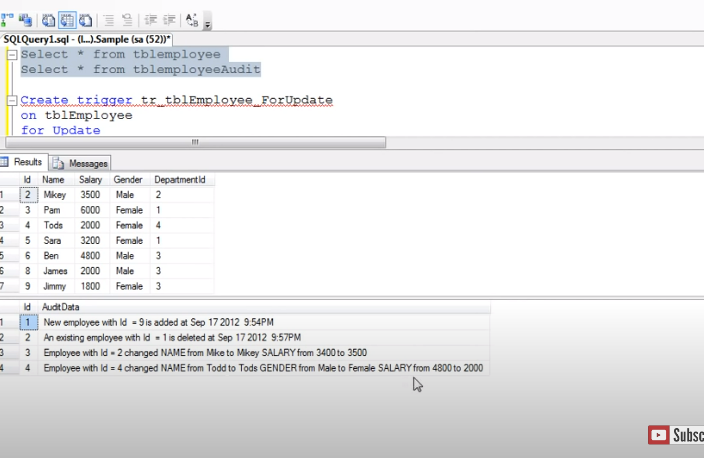 SQLQuery1.sql - (l...).Sample (sa (52))*
Select * from tblemployee
Select * from tblemployeeAudit
Create trigger tr_tblEmployee_ForUpdate
on tblEmployee
for Update
Results Messages
Id Name Salary Gender DepartmentId
1 2 Mikey 3500 Male 2
2 3 Pam 6000 Female 1
3 4 Tods 2000 Female 4
4 5 Sara 3200 Female 1
5 6 Ben 4800 Male 3
6 8 James 2000 Male 3
7 9 Jimmy 1800 Female 3
Id AuditData
1 1 New employee with Id = 9 is added at Sep 17 2012 9:54PM
2 2 An existing employee with Id = 1 is deleted at Sep 17 2012 9:57PM
3 3 Employee with Id = 2 changed NAME from Mike to Mikey SALARY from 3400 to 3500
4 4 Employee with Id = 4 changed NAME from Todd to Tods GENDER from Male to Female SALARY from 4800 to 2000
Subsc